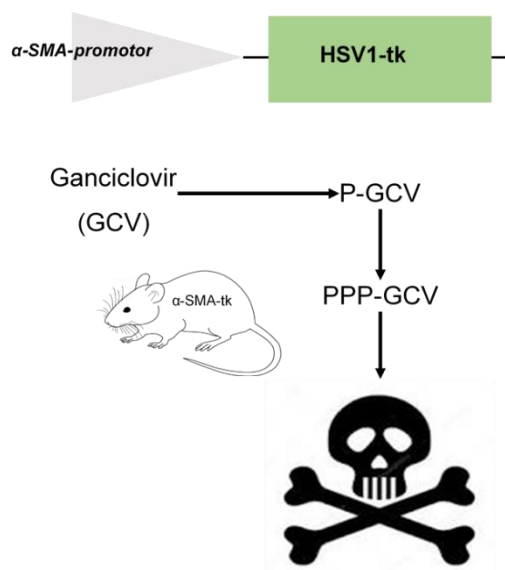 α-SMA-promotor
HSV1-tk
Ganciclovir
(GCV)
P-GCV
α-SMA-tk
PPP-GCV